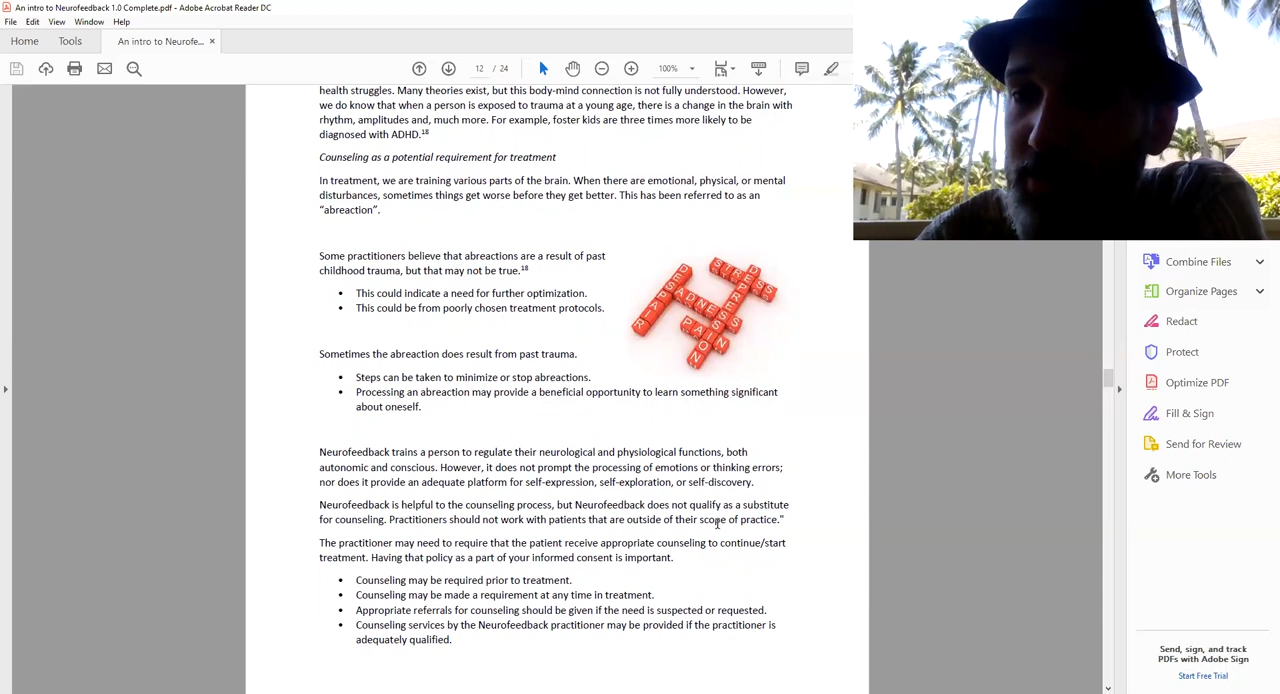 An intro to Neurofeedback 1.0 Complete.pdf - Adobe Acrobat Reader DC
File Edit View Window Help
Home Tools An intro to Neurofe... ×
12 / 24 100%
health struggles. Many theories exist, but this body-mind connection is not fully understood. However,
we do know that when a person is exposed to trauma at a young age, there is a change in the brain with
rhythm, amplitudes and, much more. For example, foster kids are three times more likely to be
diagnosed with ADHD.18
Counseling as a potential requirement for treatment
In treatment, we are training various parts of the brain. When there are emotional, physical, or mental
disturbances, sometimes things get worse before they get better. This has been referred to as an
“abreaction”.
Some practitioners believe that abreactions are a result of past
childhood trauma, but that may not be true.18
• This could indicate a need for further optimization.
• This could be from poorly chosen treatment protocols.
DESPAIR
SADNESS
STRESS
DEPRESSION
PAIN
Sometimes the abreaction does result from past trauma.
• Steps can be taken to minimize or stop abreactions.
• Processing an abreaction may provide a beneficial opportunity to learn something significant
about oneself.
Neurofeedback trains a person to regulate their neurological and physiological functions, both
autonomic and conscious. However, it does not prompt the processing of emotions or thinking errors;
nor does it provide an adequate platform for self-expression, self-exploration, or self-discovery.
Neurofeedback is helpful to the counseling process, but Neurofeedback does not qualify as a substitute
for counseling. Practitioners should not work with patients that are outside of their scope of practice."
The practitioner may need to require that the patient receive appropriate counseling to continue/start
treatment. Having that policy as a part of your informed consent is important.
• Counseling may be required prior to treatment.
• Counseling may be made a requirement at any time in treatment.
• Appropriate referrals for counseling should be given if the need is suspected or requested.
• Counseling services by the Neurofeedback practitioner may be provided if the practitioner is
adequately qualified.
Combine Files
Organize Pages
Redact
Protect
Optimize PDF
Fill & Sign
Send for Review
More Tools
Send, sign, and track
PDFs with Adobe Sign
Start Free Trial